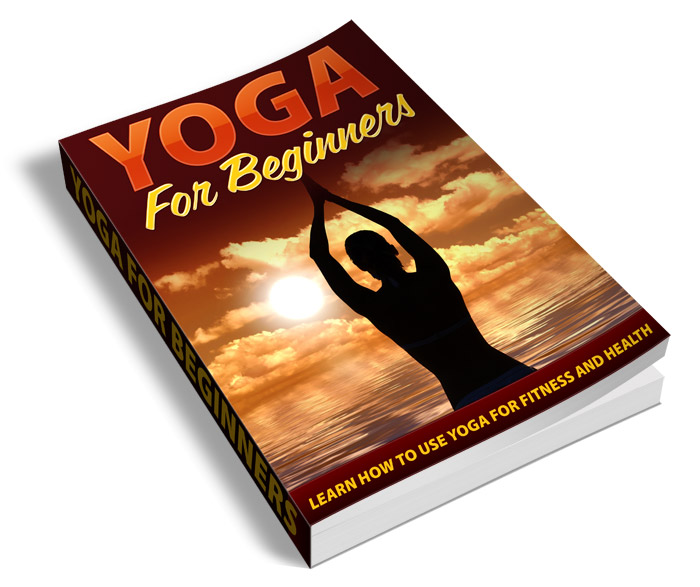 YOGA
For Beginners
LEARN HOW TO USE YOGA FOR FITNESS AND HEALTH
YOGA FOR BEGINNERS